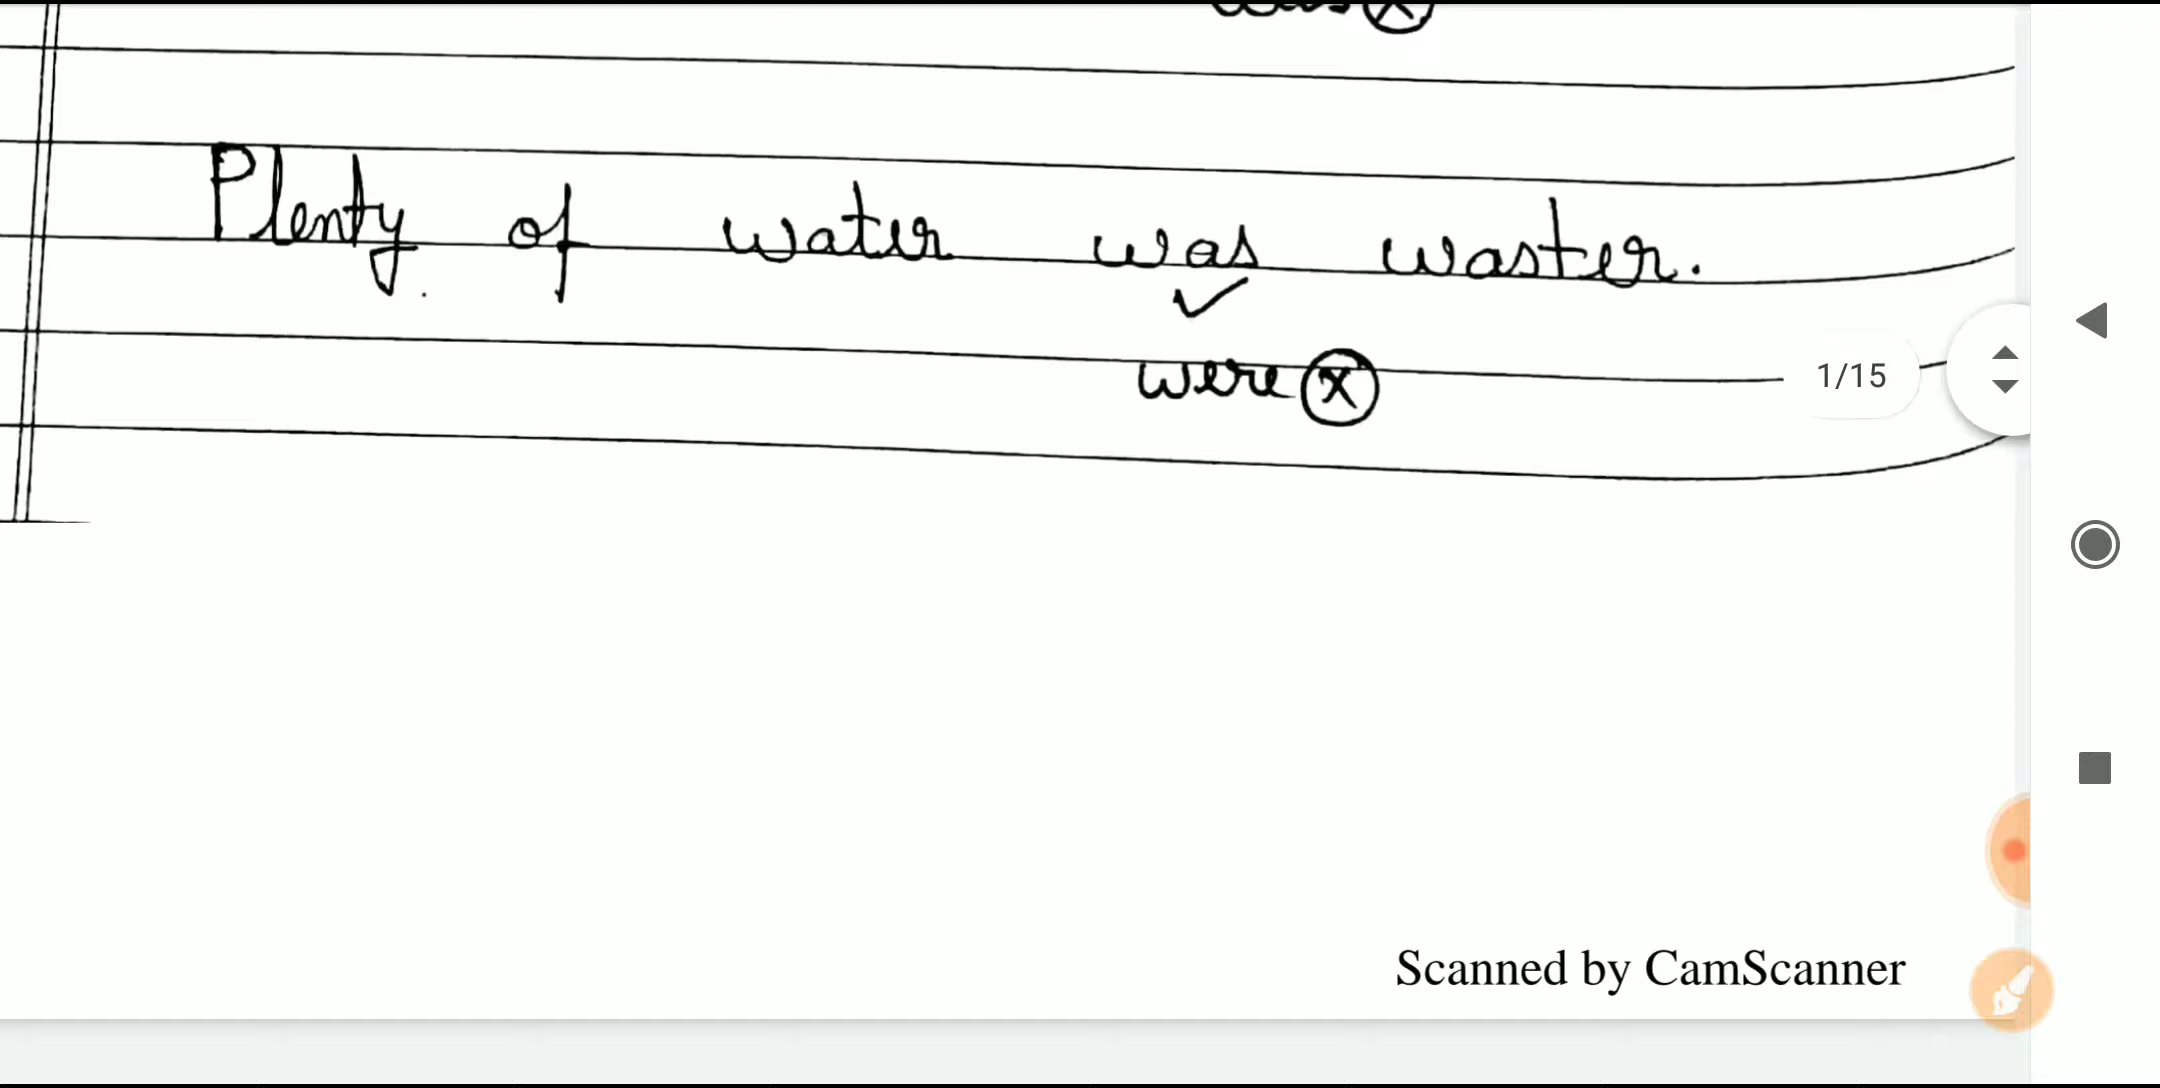 Plenty of water was waster.
✓
were ⓧ
1/15
Scanned by CamScanner